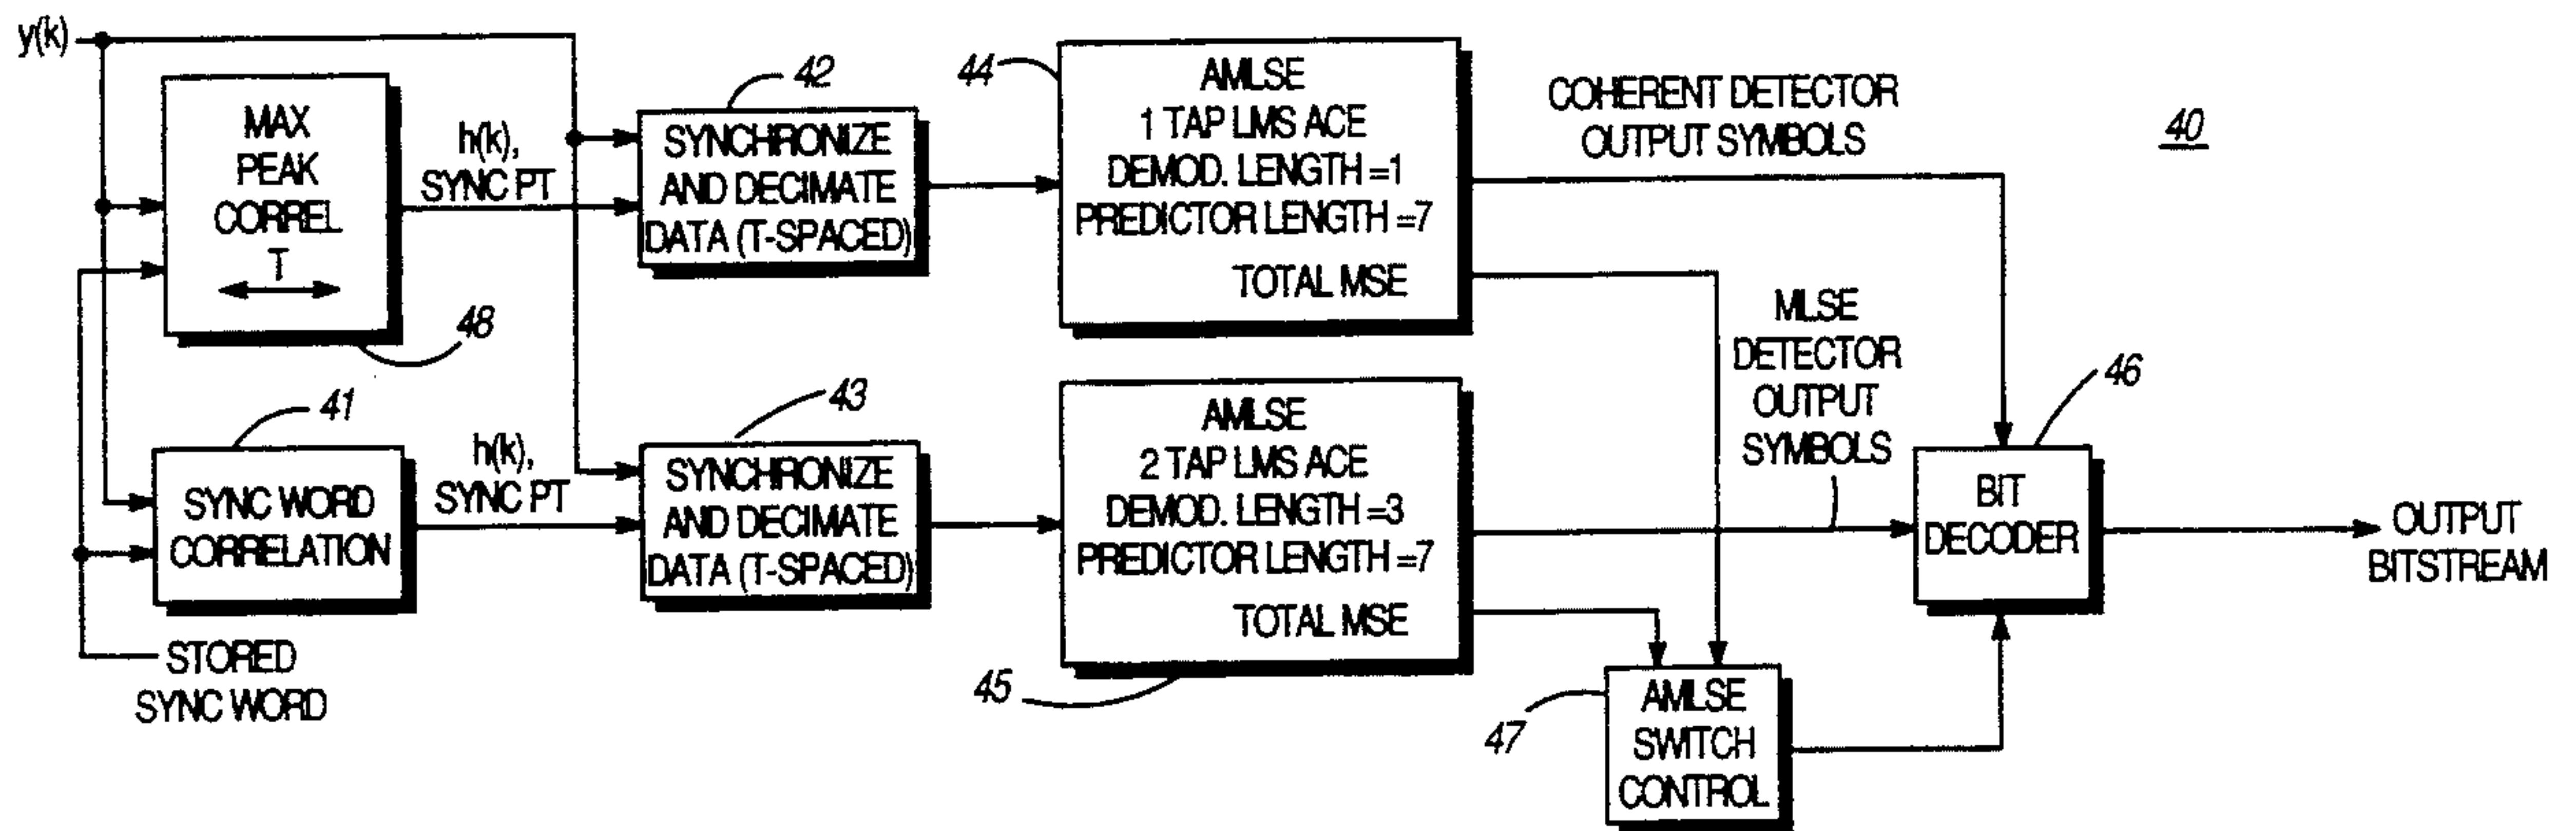 y(k)
MAX
PEAK
CORREL
T
48
h(k),
SYNC PT
42
SYNCHRONIZE
AND DECIMATE
DATA (T-SPACED)
44
AMLSE
1 TAP LMS ACE
DEMOD. LENGTH =1
PREDICTOR LENGTH =7
TOTAL MSE
COHERENT DETECTOR
OUTPUT SYMBOLS
40
41
SYNC WORD
CORRELATION
h(k),
SYNC PT
STORED
SYNC WORD
43
SYNCHRONIZE
AND DECIMATE
DATA (T-SPACED)
AMLSE
2 TAP LMS ACE
DEMOD. LENGTH =3
PREDICTOR LENGTH =7
TOTAL MSE
45
MLSE
DETECTOR
OUTPUT
SYMBOLS
46
BIT
DECODER
OUTPUT
BITSTREAM
47
AMLSE
SWITCH
CONTROL